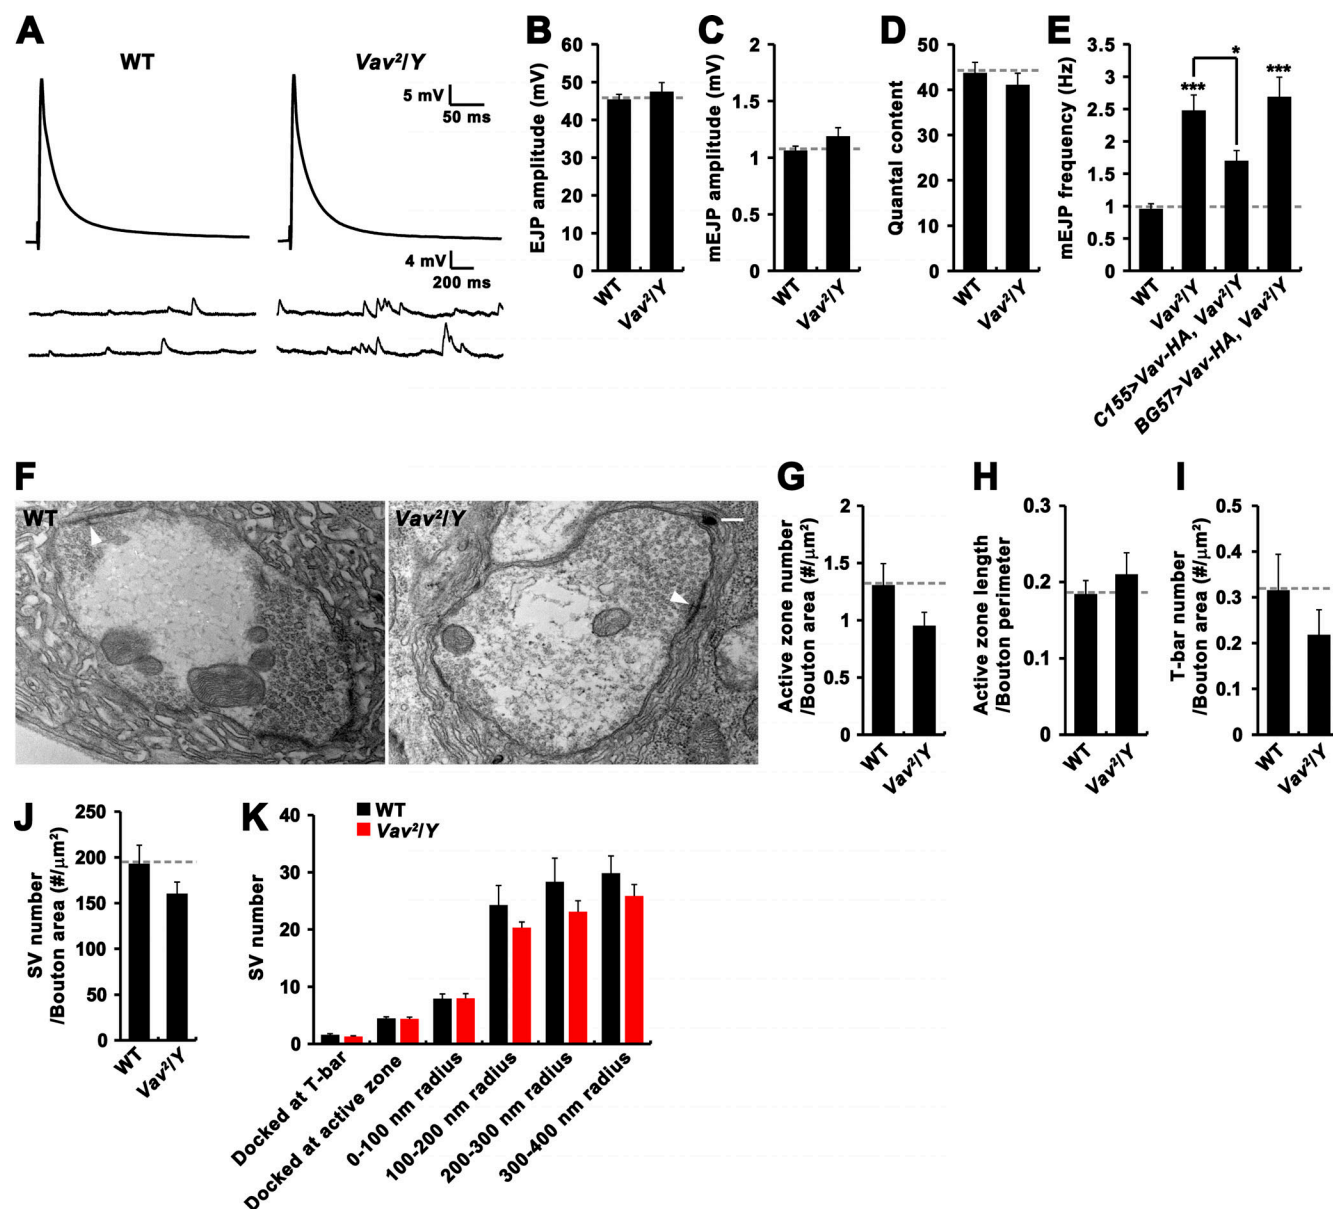 A
WT
Vav²/Y
5 mV
50 ms
4 mV
200 ms
B
EJP amplitude (mV)
60
50
40
30
20
10
0
WT
Vav²/Y
C
mEJP amplitude (mV)
2
1.5
1
0.5
0
WT
Vav²/Y
D
Quantal content
50
40
30
20
10
0
WT
Vav²/Y
E
mEJP frequency (Hz)
3.5
3
2.5
2
1.5
1
0.5
0
***
*
***
WT
Vav²/Y
C155>Vav-HA, Vav²/Y
BG57>Vav-HA, Vav²/Y
F
WT
Vav²/Y
G
Active zone number
/Bouton area (#/μm²)
2
1.5
1
0.5
0
WT
Vav²/Y
H
Active zone length
/Bouton perimeter
0.3
0.2
0.1
0
WT
Vav²/Y
I
T-bar number
/Bouton area (#/μm²)
0.5
0.4
0.3
0.2
0.1
0
WT
Vav²/Y
J
SV number
/Bouton area (#/μm²)
250
200
150
100
50
0
WT
Vav²/Y
K
WT
Vav²/Y
SV number
40
30
20
10
0
Docked at T-bar
Docked at active zone
0-100 nm radius
100-200 nm radius
200-300 nm radius
300-400 nm radius